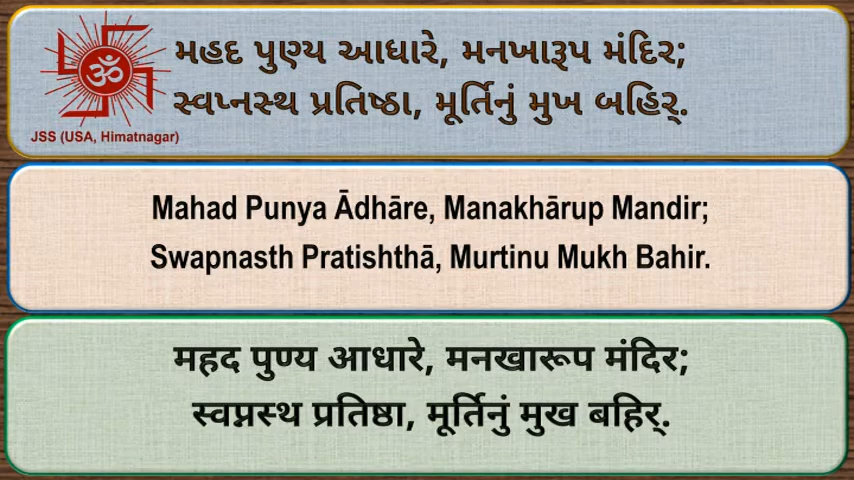 મહદ પુણ્ય આધારે, મનખારૂપ મંદિર;
સ્વપ્નસ્થ પ્રતિષ્ઠા, મૂર્તિનું મુખ બહિર્.
ॐ
JSS (USA, Himatnagar)
Mahad Punya Ādhāre, Manakhārup Mandir;
Swapnasth Pratishthā, Murtinu Mukh Bahir.
महद पुण्य आधारे, मनखारूप मंदिर;
स्वप्नस्थ प्रतिष्ठा, मूर्तिनुं मुख बहिर्.